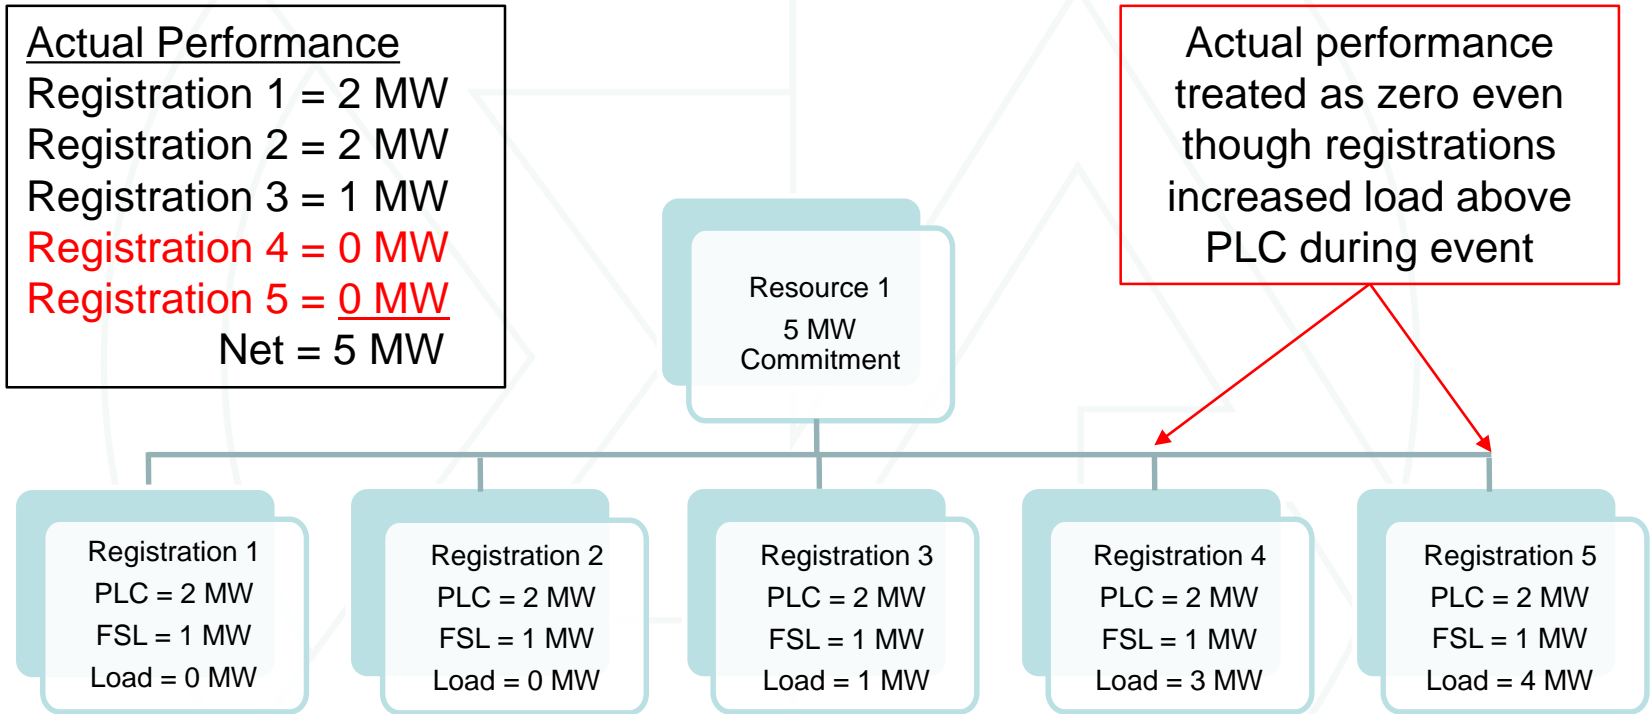 Actual Performance
Registration 1 = 2 MW
Registration 2 = 2 MW
Registration 3 = 1 MW
Registration 4 = 0 MW
Registration 5 = 0 MW
Net = 5 MW
Actual performance
treated as zero even
though registrations
increased load above
PLC during event
Resource 1
5 MW
Commitment
Registration 1
PLC = 2 MW
FSL = 1 MW
Load = 0 MW
Registration 2
PLC = 2 MW
FSL = 1 MW
Load = 0 MW
Registration 3
PLC = 2 MW
FSL = 1 MW
Load = 1 MW
Registration 4
PLC = 2 MW
FSL = 1 MW
Load = 3 MW
Registration 5
PLC = 2 MW
FSL = 1 MW
Load = 4 MW